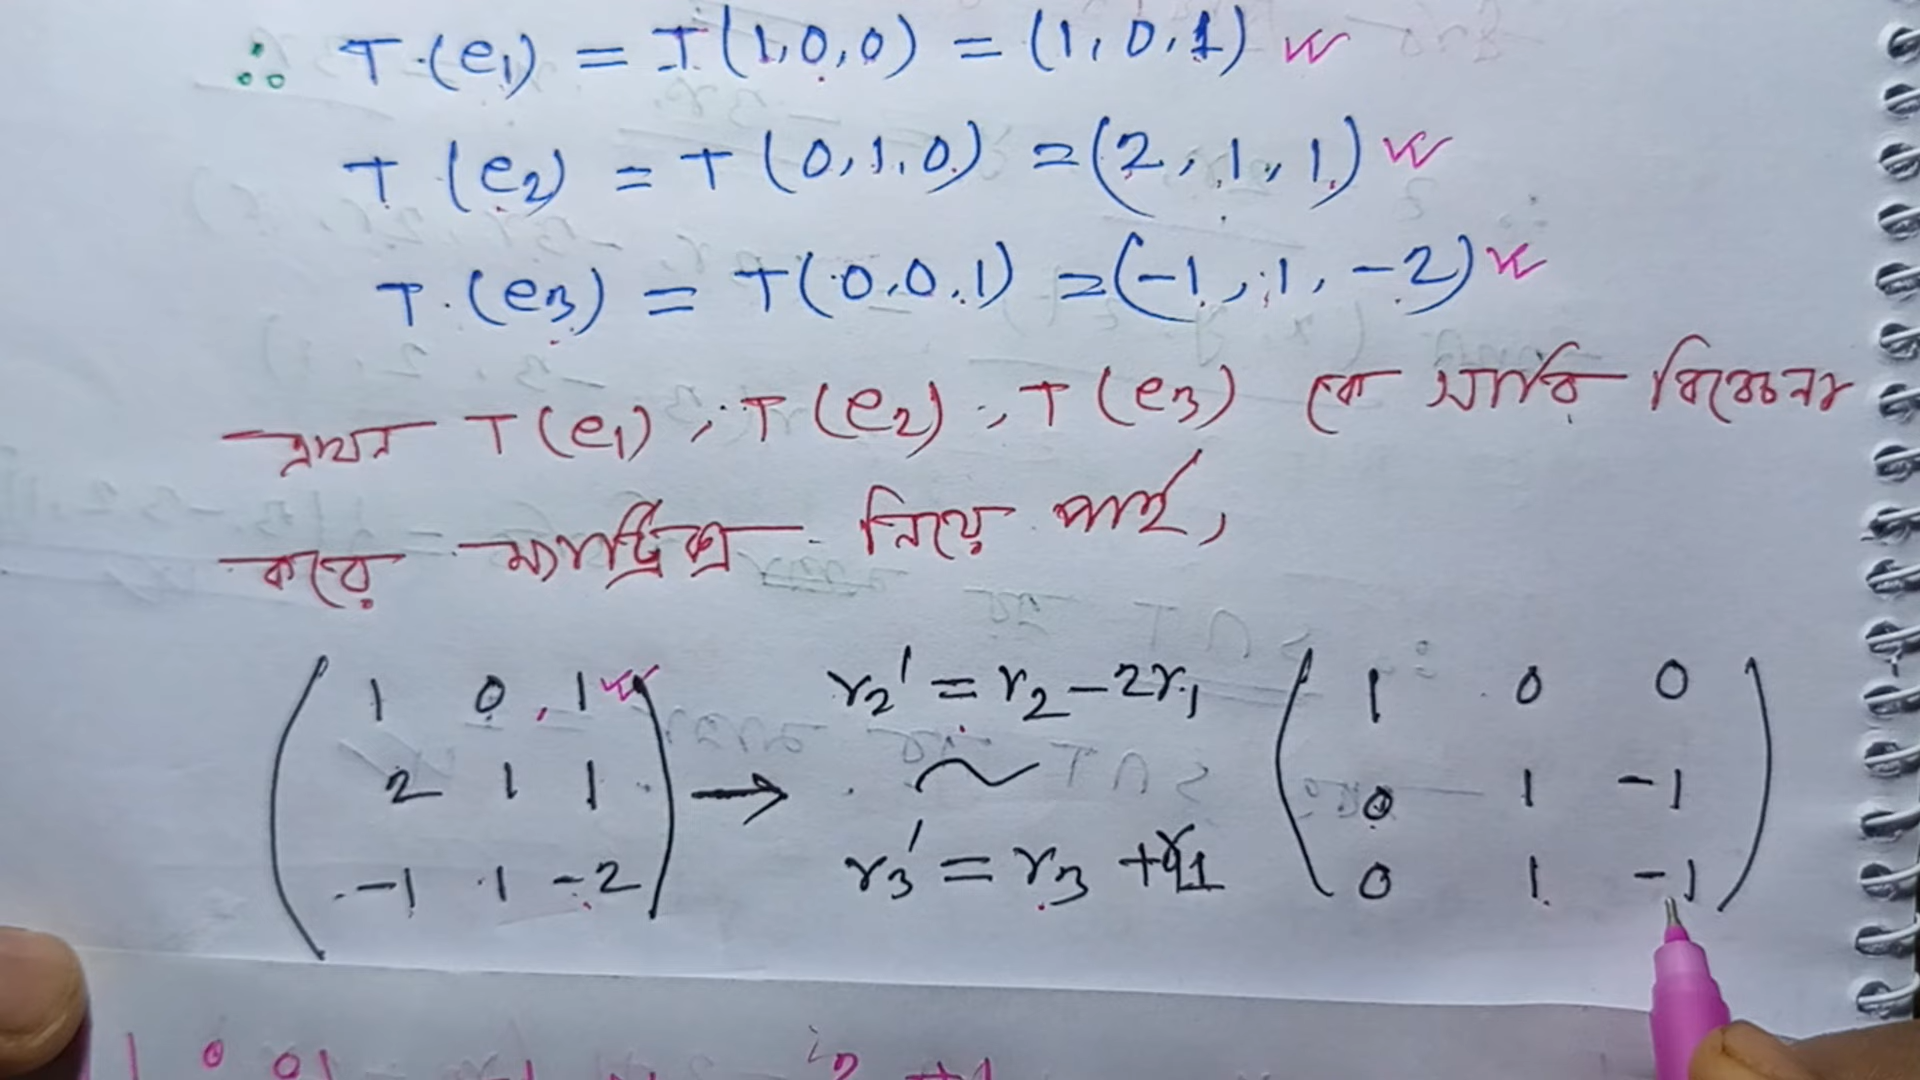 ∴ T.(e₁) = T(1,0,0) = (1,0,1)
T(e₂) = T(0,1,0) = (2,1,1)
T.(e₃) = T(0,0,1) = (-1,1,-2)
এখন T(e₁), T(e₂), T(e₃) কে সারি বিবেচনা
করে ম্যাট্রিক্স নিয়ে পাই,
1 0 1 r₂' = r₂-2r₁ 1 0 0
2 1 1 → ~ 0 1 -1
-1 1 -2 r₃' = r₃+r₁ 0 1 -1